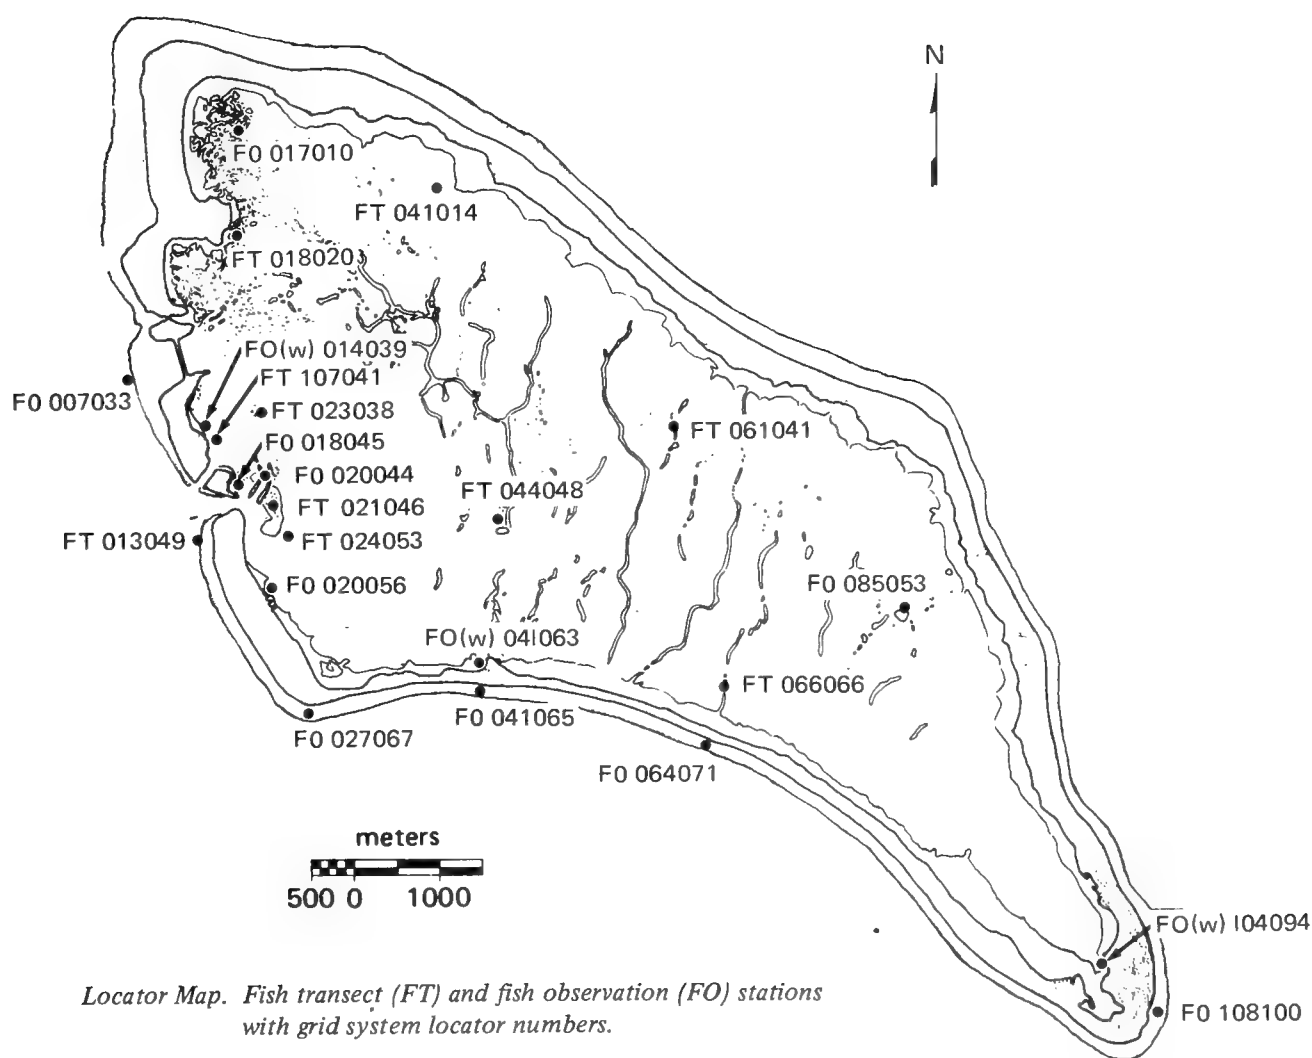 N
F0 017010
FT 041014
FT 018020
FO(w) 014039
FT 107041
F0 007033
FT 023038
F0 018045
FT 061041
F0 020044
FT 044048
FT 021046
FT 013049
FT 024053
F0 020056
F0 085053
FO(w) 04I063
FT 066066
F0 041065
F0 027067
F0 064071
meters
500 0 1000
FO(w) I04094
Locator Map. Fish transect (FT) and fish observation (FO) stations
with grid system locator numbers.
F0 108100